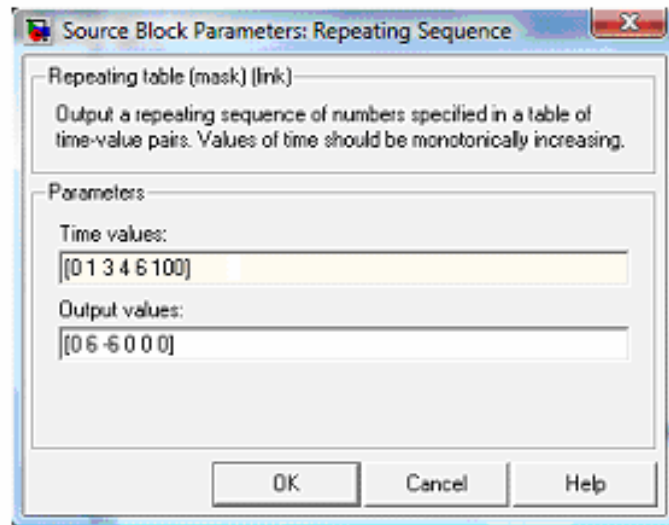 Source Block Parameters: Repeating Sequence
Repeating table (mask) (link)
Output a repeating sequence of numbers specified in a table of
time-value pairs. Values of time should be monotonically increasing.
Parameters
Time values:
[0 1 3 4 6 100]
Output values:
[0 6 -6 0 0 0]
OK Cancel Help